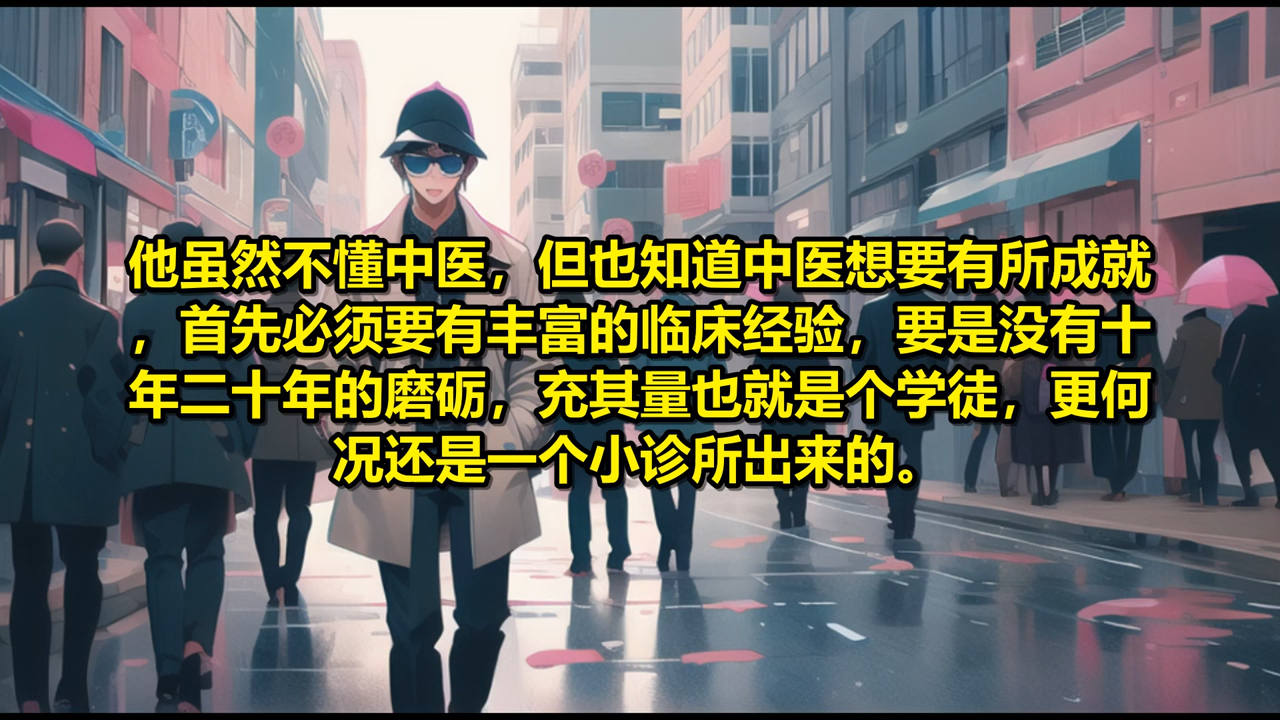 他虽然不懂中医，但也知道中医想要有所成就
，首先必须要有丰富的临床经验，要是没有十
年二十年的磨砺，充其量也就是个学徒，更何
况还是一个小诊所出来的。